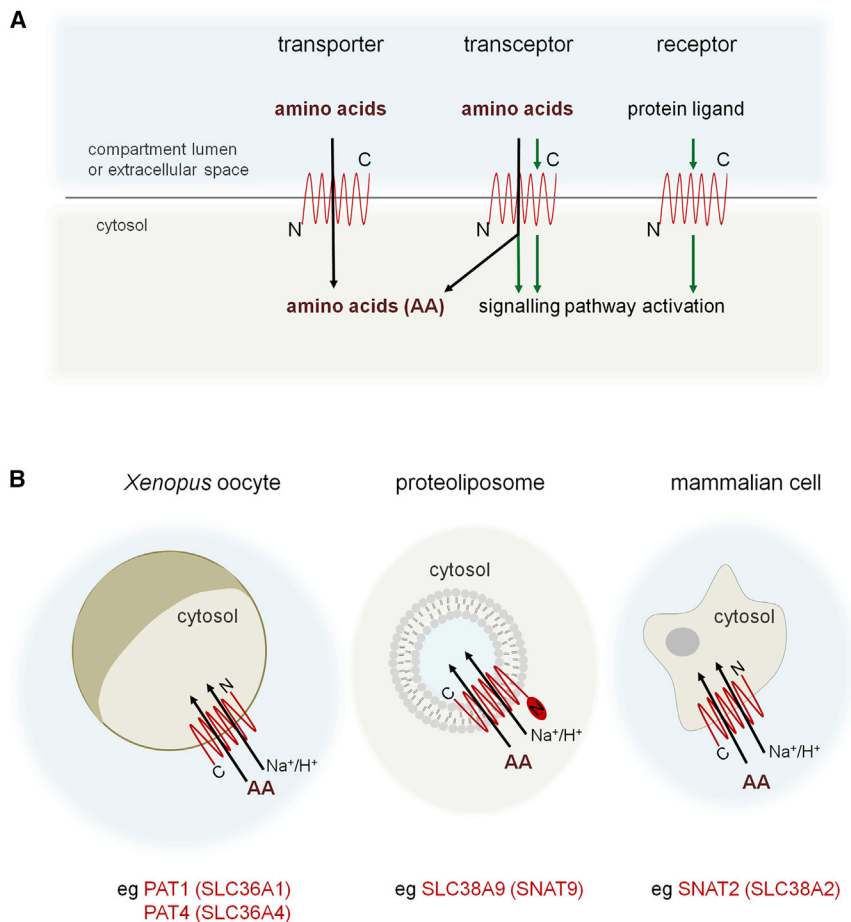 A
transporter
transceptor
receptor
amino acids
amino acids
protein ligand
compartment lumen
or extracellular space
C
C
C
cytosol
N
N
N
amino acids (AA)
signalling pathway activation
B
Xenopus oocyte
proteoliposome
mammalian cell
cytosol
cytosol
cytosol
N
C
Na⁺/H⁺
AA
C
N
Na⁺/H⁺
AA
N
C
Na⁺/H⁺
AA
eg PAT1 (SLC36A1)
PAT4 (SLC36A4)
eg SLC38A9 (SNAT9)
eg SNAT2 (SLC38A2)